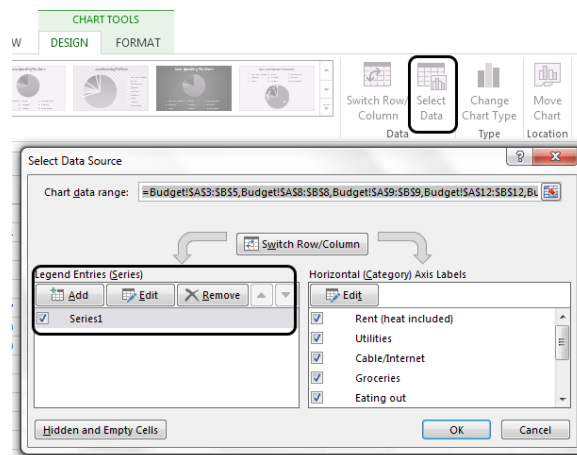 CHART TOOLS
W DESIGN FORMAT
Switch Row/ Column
Select Data
Change Chart Type
Move Chart
Data Type Location
Select Data Source
Chart data range: =Budget!$A$3:$B$5,Budget!$A$8:$B$8,Budget!$A$9:$B$9,Budget!$A$12:$B$12,Bu
Switch Row/Column
Legend Entries (Series) Horizontal (Category) Axis Labels
Add Edit Remove Edit
Series1 Rent (heat included)
Utilities
Cable/Internet
Groceries
Eating out
Hidden and Empty Cells OK Cancel